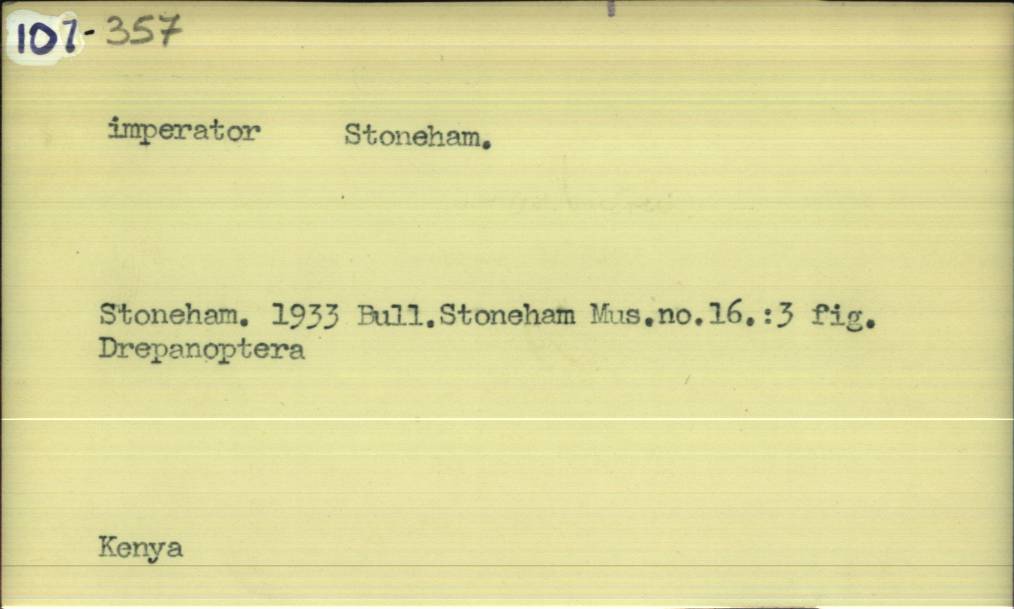 107-357
imperator Stoneham.
Stoneham. 1933 Bull.Stoneham Mus.no.16.:3 fig.
Drepanoptera
Kenya